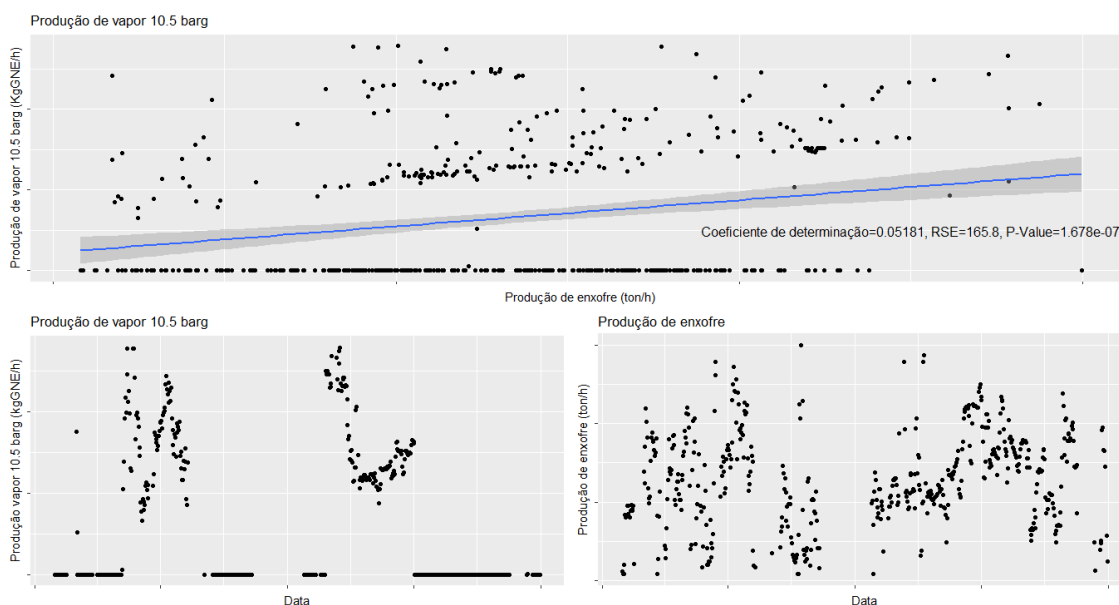 Produção de vapor 10.5 barg
Produção de vapor 10.5 barg (KgGNE/h)
Coeficiente de determinação=0.05181, RSE=165.8, P-Value=1.678e-07
Produção de enxofre (ton/h)
Produção de vapor 10.5 barg
Produção vapor 10.5 barg (kgGNE/h)
Data
Produção de enxofre
Produção de enxofre (ton/h)
Data